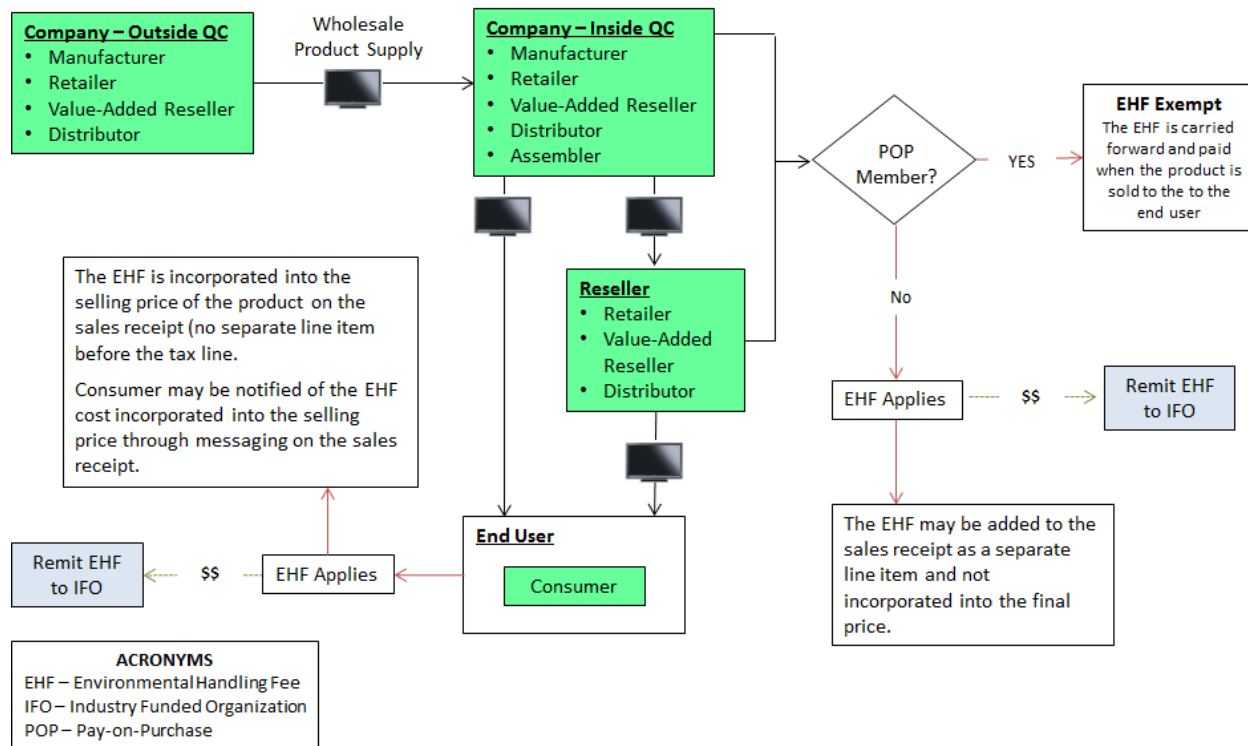 Company – Outside QC
• Manufacturer
• Retailer
• Value-Added Reseller
• Distributor
Wholesale
Product Supply
Company – Inside QC
• Manufacturer
• Retailer
• Value-Added Reseller
• Distributor
• Assembler
POP
Member?
YES
EHF Exempt
The EHF is carried
forward and paid
when the product is
sold to the to the
end user
No
The EHF is incorporated into the
selling price of the product on the
sales receipt (no separate line item
before the tax line.
Consumer may be notified of the EHF
cost incorporated into the selling
price through messaging on the sales
receipt.
Reseller
• Retailer
• Value-Added
Reseller
• Distributor
EHF Applies
$$
Remit EHF
to IFO
The EHF may be added to the
sales receipt as a separate
line item and not
incorporated into the final
price.
End User
Consumer
EHF Applies
$$
Remit EHF
to IFO
ACRONYMS
EHF – Environmental Handling Fee
IFO – Industry Funded Organization
POP – Pay-on-Purchase